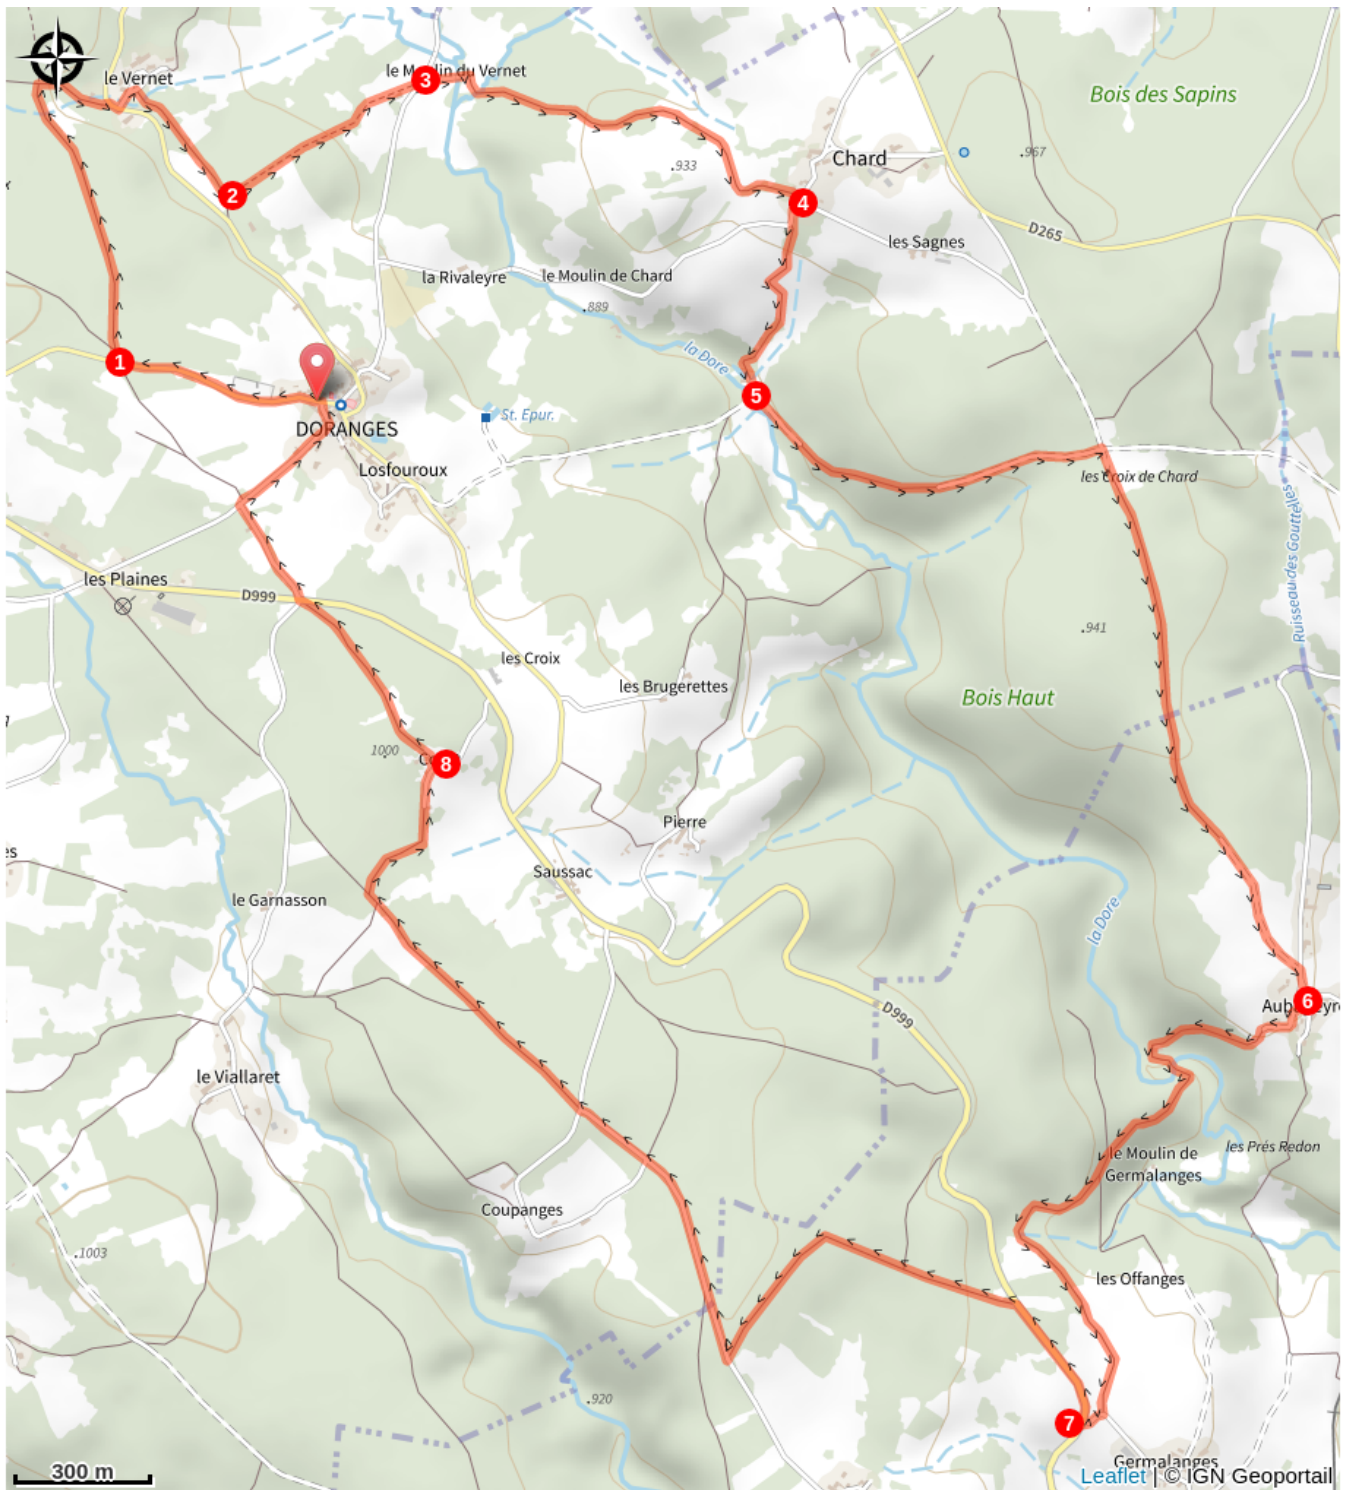 le Vernet
le Moulin du Vernet
3
Bois des Sapins
.967
Chard
.933
2
4
D265
les Sagnes
la Rivaleyre
le Moulin de Chard
.889
la Dore
1
5
St. Epur.
DORANGES
Losfouroux
les Croix de Chard
Ruisseau des Gouttelles
les Plaines
D999
.941
les Croix
les Brugerettes
Bois Haut
1000
8
Pierre
Saussac
le Garnasson
la Dore
6
D999
le Viallaret
les Prés Redon
le Moulin de
Germalanges
Coupanges
.1003
les Offanges
.920
7
Germalanges
300 m
Leaflet | © IGN Geoportail